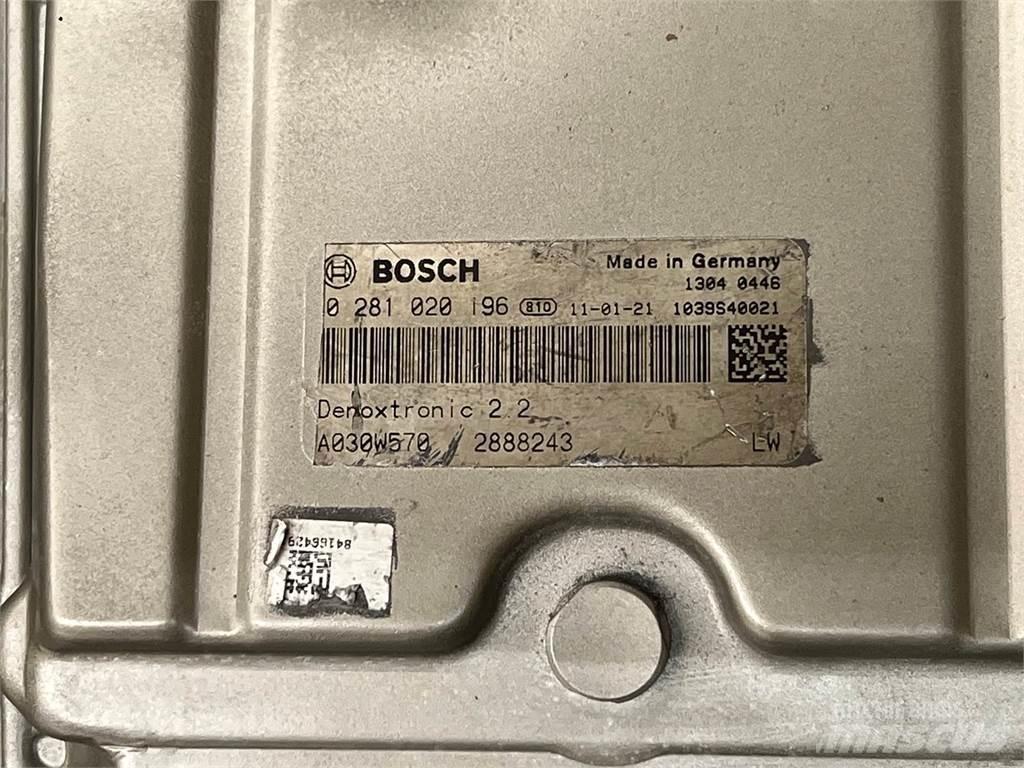 BOSCH Made in Germany
1304 0446
0 281 020 196 810 11-01-21 1039S40021
Denoxtronic 2.2
A030W570 2888243 LW
84166429
MASCUS